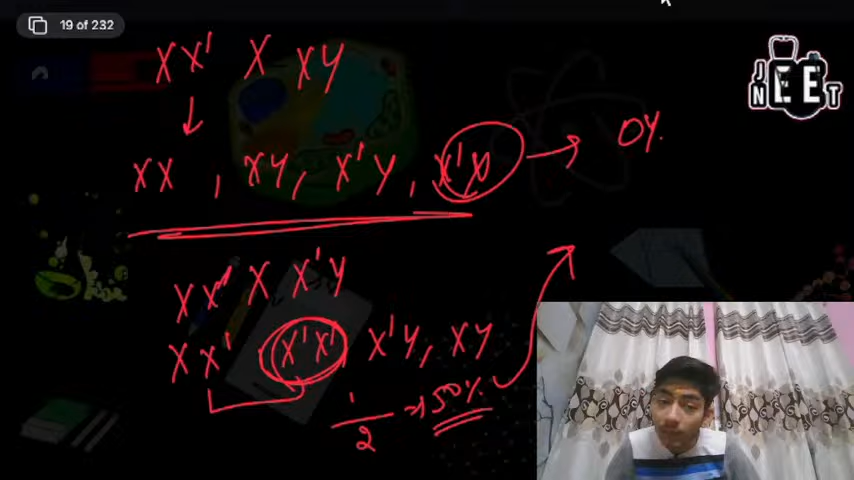 19 of 232
J NEET
XX' X XY
XX , XY, X'Y, X'X → 0%
XX' X X'Y
XX' X'X' X'Y, XY
1/2 → 50%